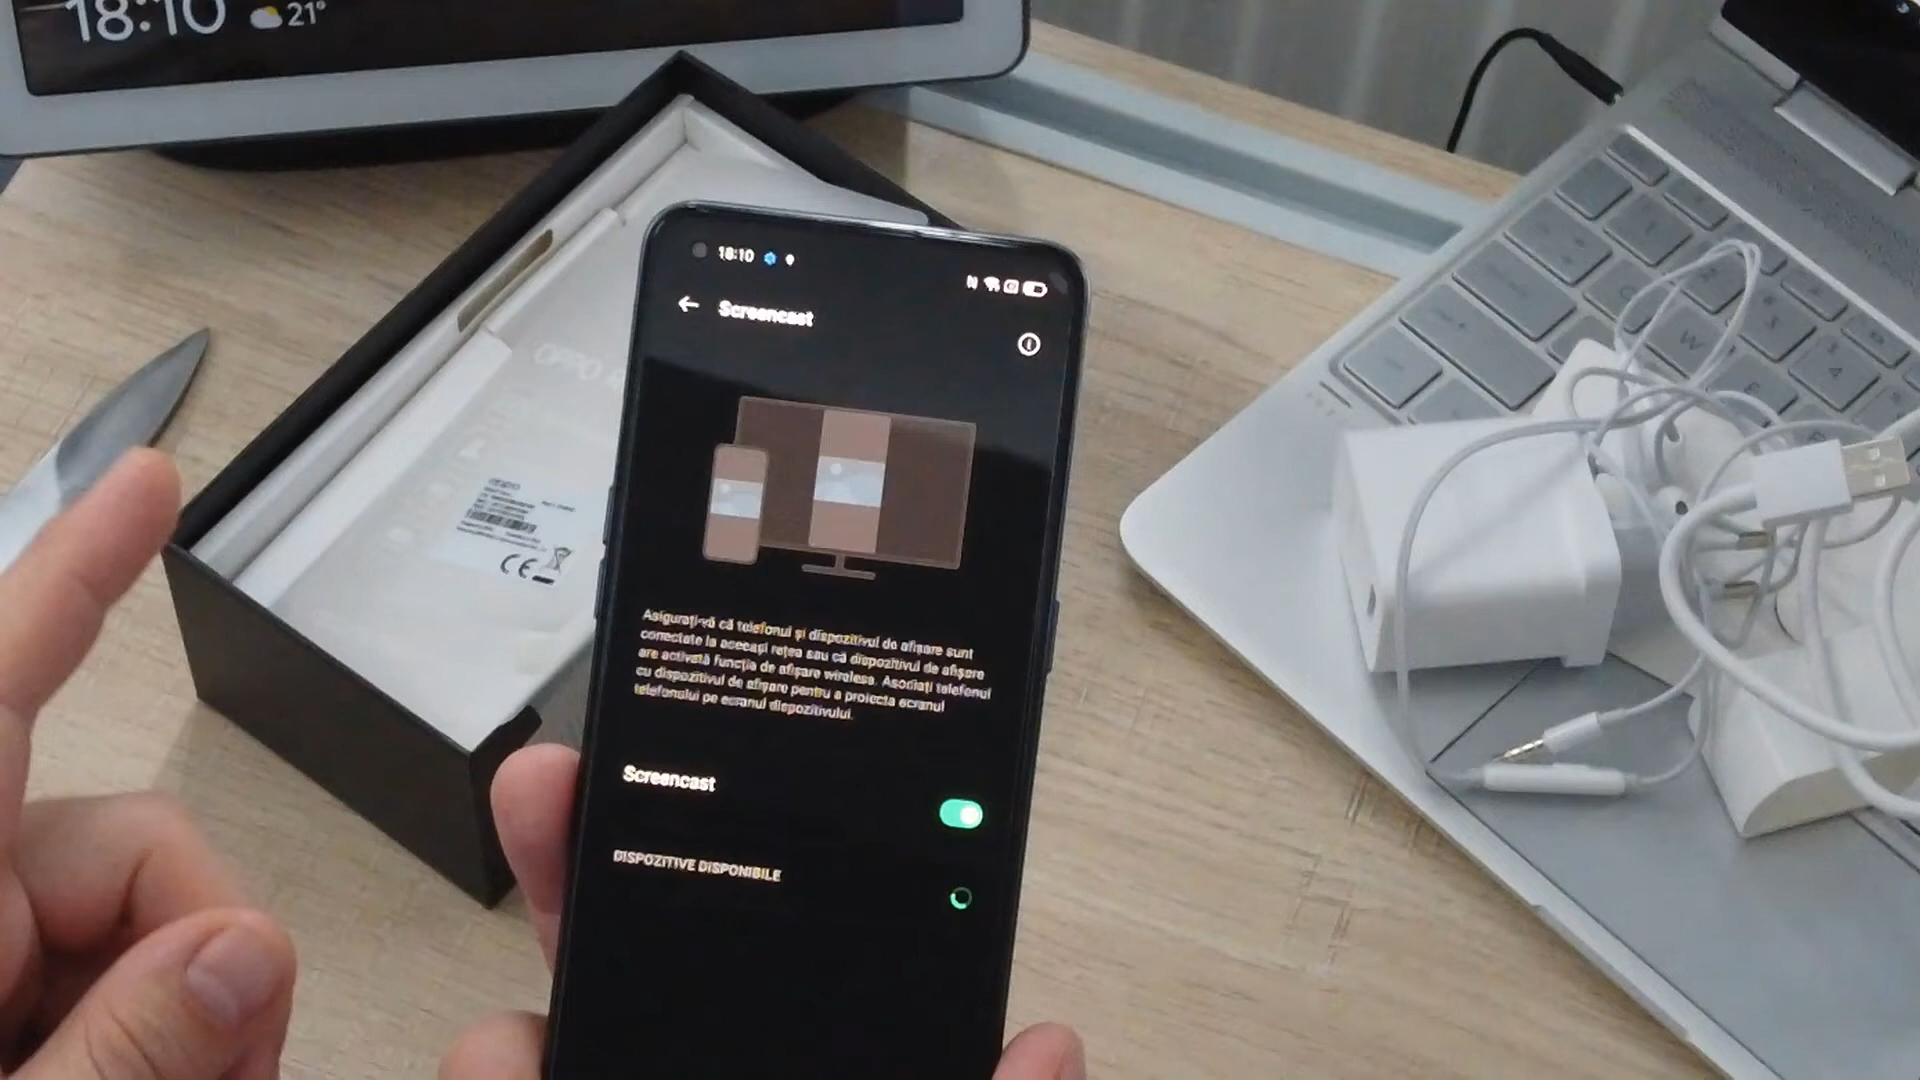 18:10 21°
18:10
Screencast
OPPO
Asigurați-vă că telefonul și dispozitivul de afișare sunt
conectate la aceeași rețea sau că dispozitivul de afișare
are activată funcția de afișare wireless. Asociați telefonul
cu dispozitivul de afișare pentru a proiecta ecranul
telefonului pe ecranul dispozitivului.
Screencast
DISPOZITIVE DISPONIBILE
oppo
CE
W